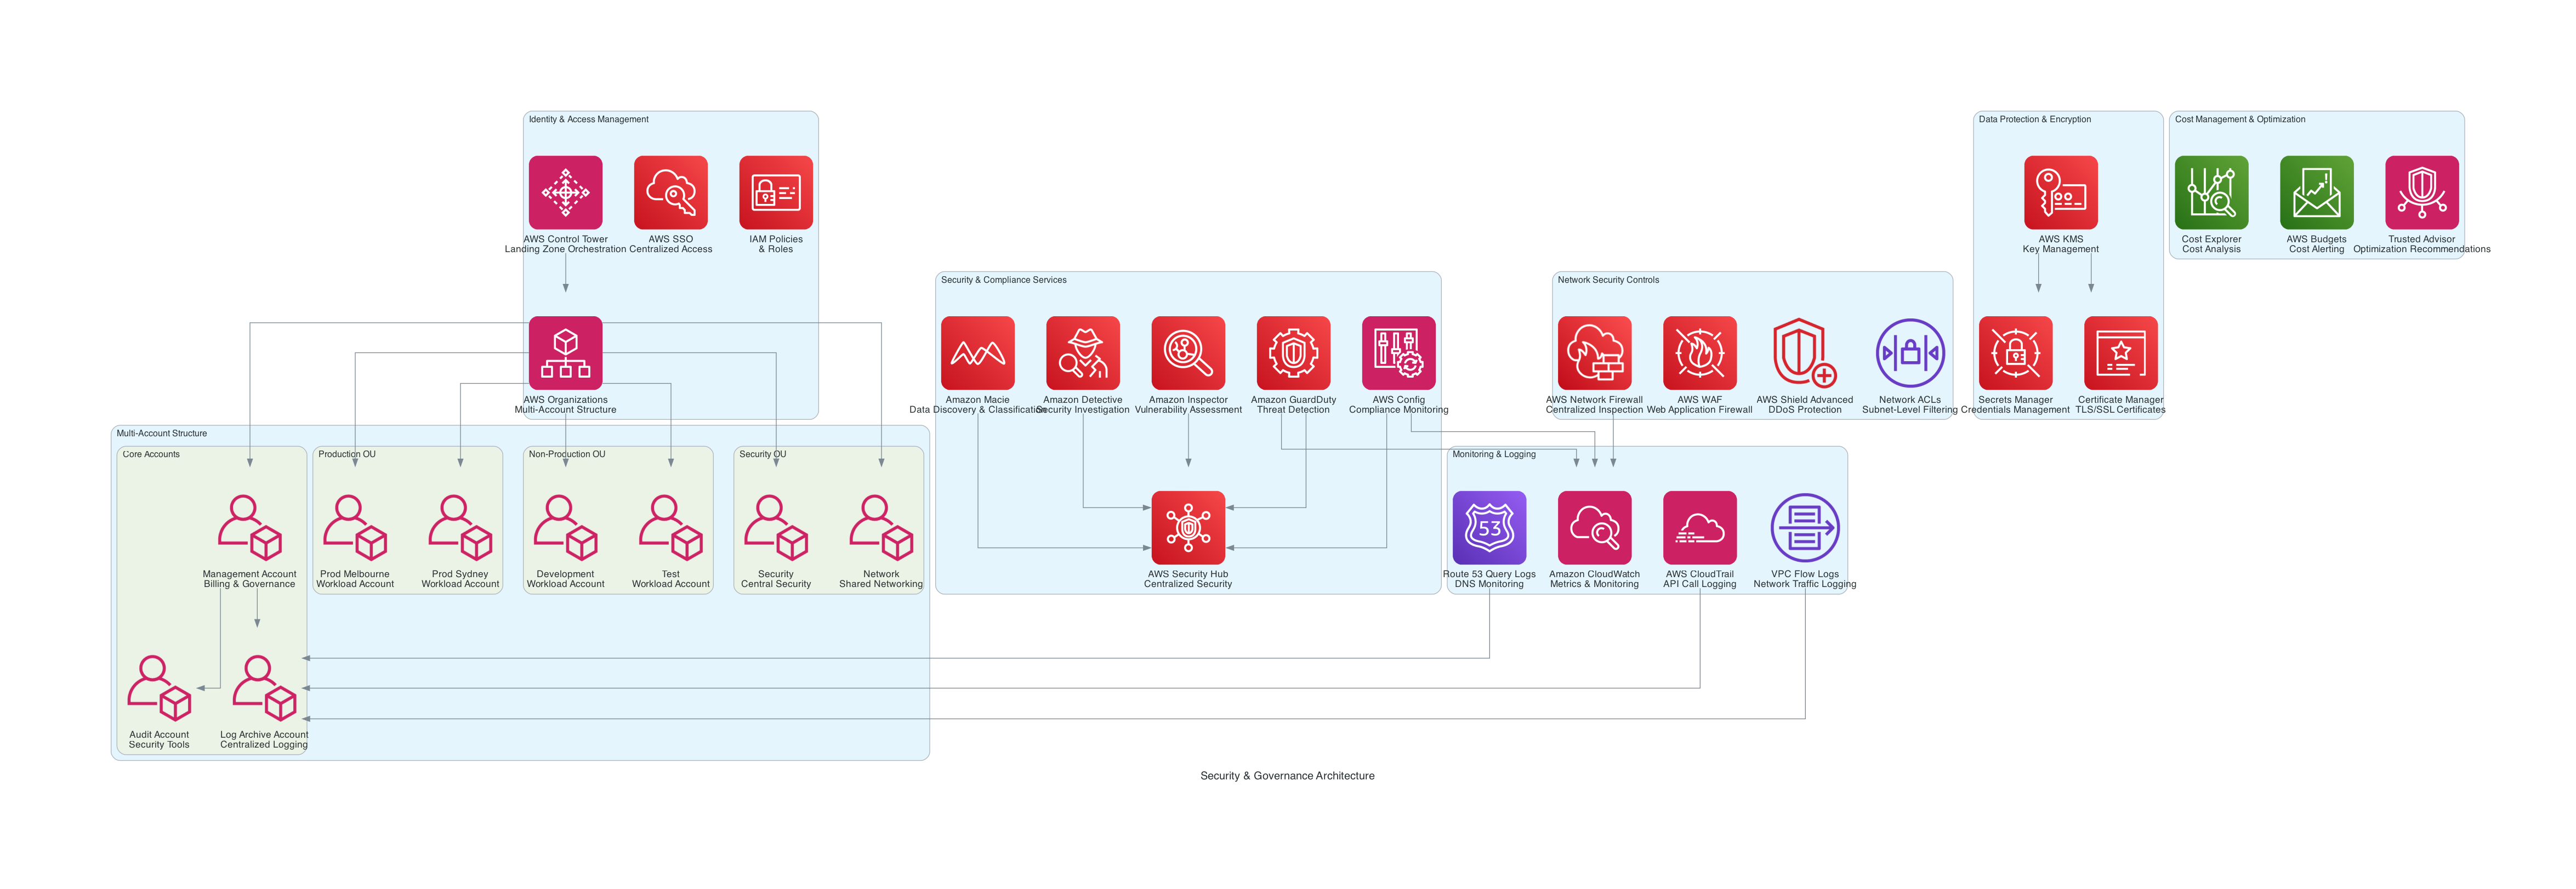 Identity & Access Management
AWS Control Tower
Landing Zone Orchestration
AWS SSO
Centralized Access
IAM Policies
& Roles
AWS Organizations
Multi-Account Structure
Multi-Account Structure
Core Accounts
Management Account
Billing & Governance
Audit Account
Security Tools
Log Archive Account
Centralized Logging
Production OU
Prod Melbourne
Workload Account
Prod Sydney
Workload Account
Non-Production OU
Development
Workload Account
Test
Workload Account
Security OU
Security
Central Security
Network
Shared Networking
Security & Compliance Services
Amazon Macie
Data Discovery & Classification
Amazon Detective
Security Investigation
Amazon Inspector
Vulnerability Assessment
Amazon GuardDuty
Threat Detection
AWS Config
Compliance Monitoring
AWS Security Hub
Centralized Security
Network Security Controls
AWS Network Firewall
Centralized Inspection
AWS WAF
Web Application Firewall
AWS Shield Advanced
DDoS Protection
Network ACLs
Subnet-Level Filtering
Monitoring & Logging
53
Route 53 Query Logs
DNS Monitoring
Amazon CloudWatch
Metrics & Monitoring
AWS CloudTrail
API Call Logging
VPC Flow Logs
Network Traffic Logging
Data Protection & Encryption
AWS KMS
Key Management
Secrets Manager
Credentials Management
Certificate Manager
TLS/SSL Certificates
Cost Management & Optimization
Cost Explorer
Cost Analysis
AWS Budgets
Cost Alerting
Trusted Advisor
Optimization Recommendations
Security & Governance Architecture